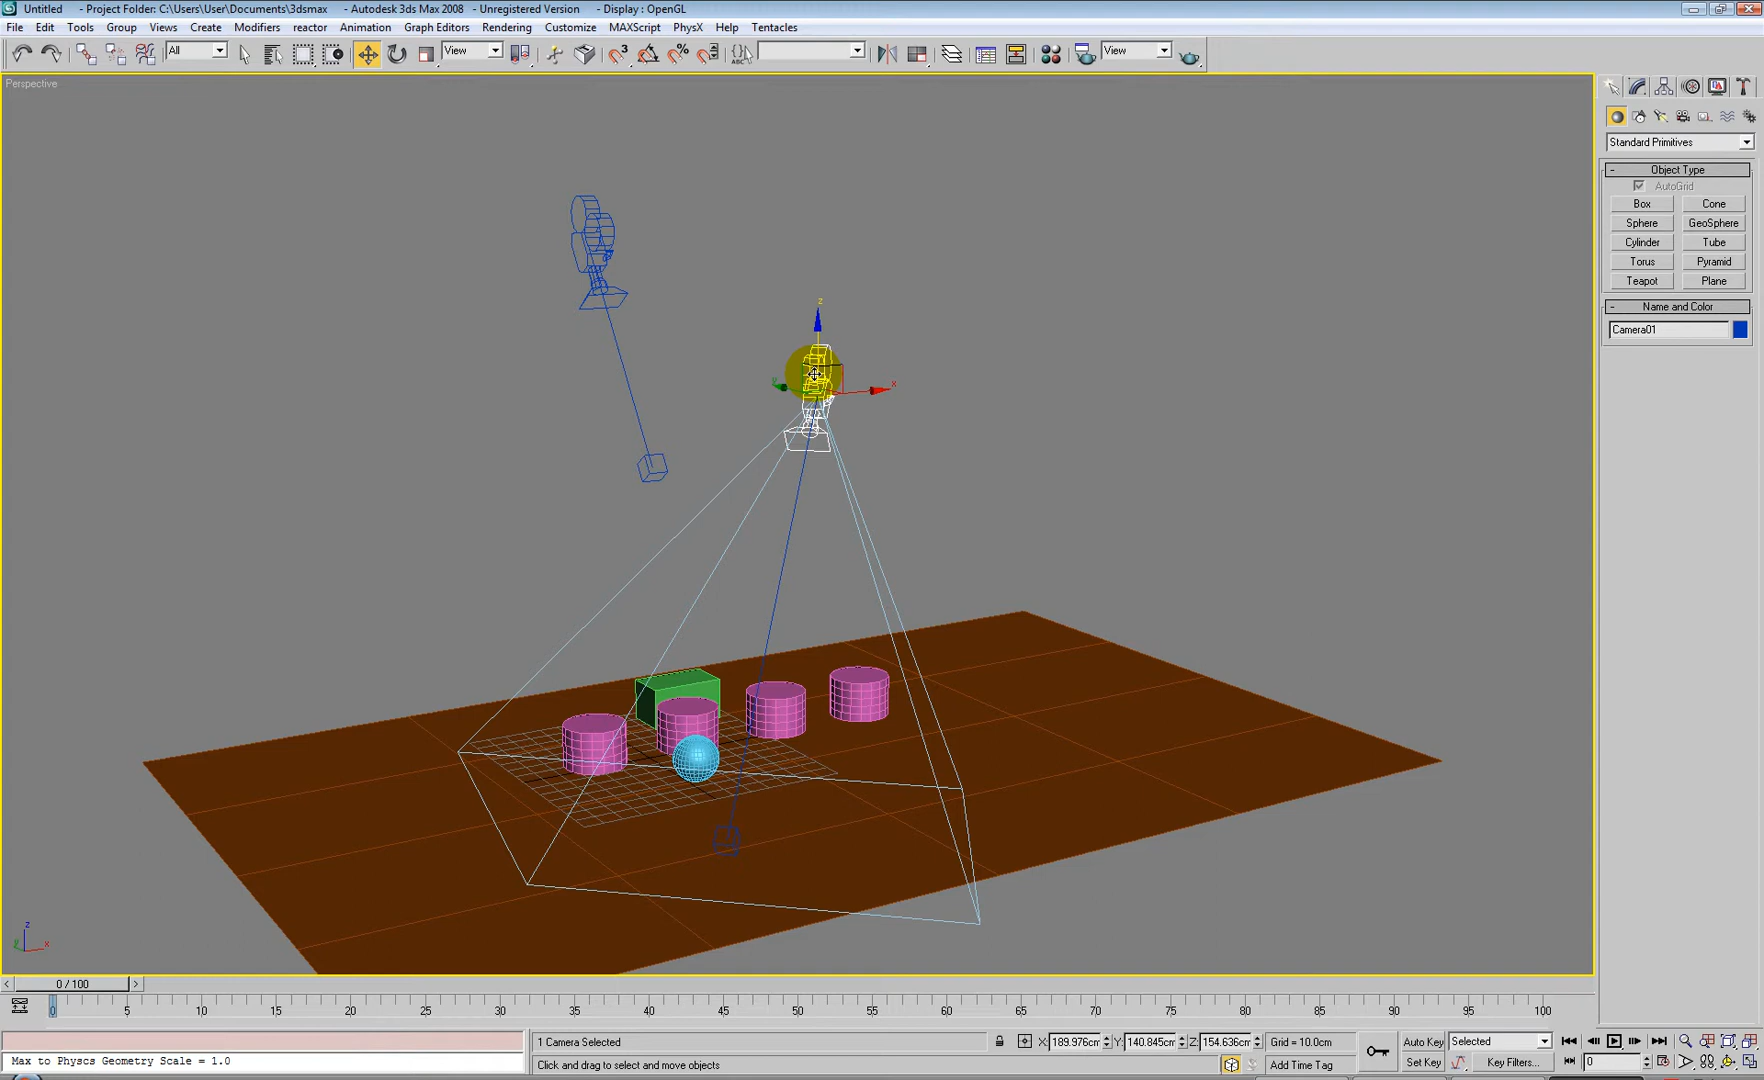 Untitled - Project Folder: C:\Users\User\Documents\3dsmax - Autodesk 3ds Max 2008 - Unregistered Version - Display : OpenGL
File Edit Tools Group Views Create Modifiers reactor Animation Graph Editors Rendering Customize MAXScript PhysX Help Tentacles
All View View
Perspective
Standard Primitives
- Object Type
AutoGrid
Box Cone
Sphere GeoSphere
Cylinder Tube
Torus Pyramid
Teapot Plane
- Name and Color
Camera01
z
y
x
z
y
x
< 0 / 100 >
0 5 10 15 20 25 30 35 40 45 50 55 60 65 70 75 80 85 90 95 100
1 Camera Selected X: 189.976cm Y: 140.845cm Z: 154.636cm Grid = 10.0cm Auto Key Selected
Max to Physcs Geometry Scale = 1.0 Click and drag to select and move objects Add Time Tag Set Key Key Filters... 0